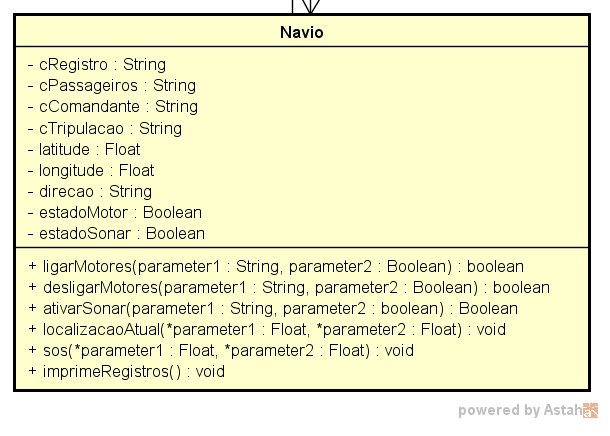 Navio
- cRegistro : String
- cPassageiros : String
- cComandante : String
- cTripulacao : String
- latitude : Float
- longitude : Float
- direcao : String
- estadoMotor : Boolean
- estadoSonar : Boolean
+ ligarMotores(parameter1 : String, parameter2 : Boolean) : boolean
+ desligarMotores(parameter1 : String, parameter2 : Boolean) : boolean
+ ativarSonar(parameter1 : String, parameter2 : boolean) : Boolean
+ localizacaoAtual(*parameter1 : Float, *parameter2 : Float) : void
+ sos(*parameter1 : Float, *parameter2 : Float) : void
+ imprimeRegistros() : void
powered by Astah